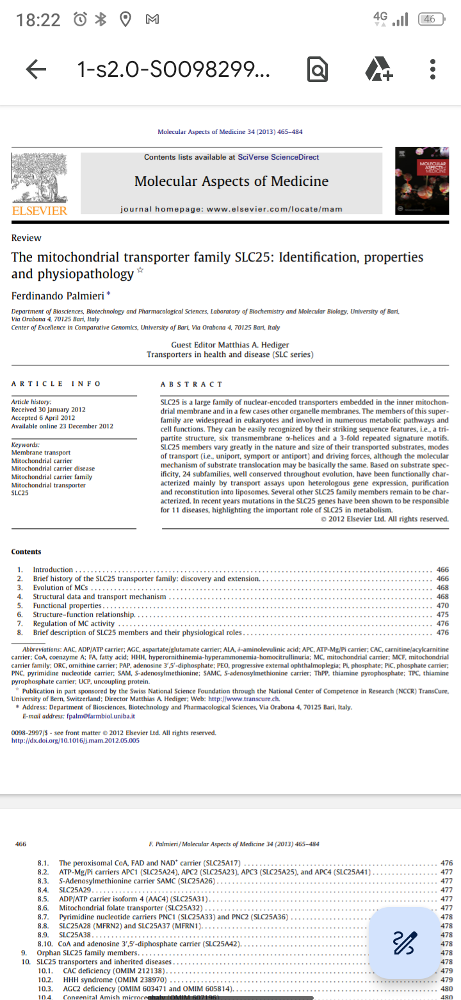 18:22
4G
46
1-s2.0-S0098299...
Molecular Aspects of Medicine 34 (2013) 465–484
Contents lists available at SciVerse ScienceDirect
Molecular Aspects of Medicine
journal homepage: www.elsevier.com/locate/mam
ELSEVIER
MOLECULAR
ASPECTS OF
MEDICINE
Review
The mitochondrial transporter family SLC25: Identification, properties
and physiopathology ☆
Ferdinando Palmieri *
Department of Biosciences, Biotechnology and Pharmacological Sciences, Laboratory of Biochemistry and Molecular Biology, University of Bari,
Via Orabona 4, 70125 Bari, Italy
Center of Excellence in Comparative Genomics, University of Bari, Via Orabona 4, 70125 Bari, Italy
Guest Editor Matthias A. Hediger
Transporters in health and disease (SLC series)
ARTICLE INFO
Article history:
Received 30 January 2012
Accepted 6 April 2012
Available online 23 December 2012
Keywords:
Membrane transport
Mitochondrial carrier
Mitochondrial carrier disease
Mitochondrial carrier family
Mitochondrial transporter
SLC25
ABSTRACT
SLC25 is a large family of nuclear-encoded transporters embedded in the inner mitochon-
drial membrane and in a few cases other organelle membranes. The members of this super-
family are widespread in eukaryotes and involved in numerous metabolic pathways and
cell functions. They can be easily recognized by their striking sequence features, i.e., a tri-
partite structure, six transmembrane α-helices and a 3-fold repeated signature motifs.
SLC25 members vary greatly in the nature and size of their transported substrates, modes
of transport (i.e., uniport, symport or antiport) and driving forces, although the molecular
mechanism of substrate translocation may be basically the same. Based on substrate spec-
ificity, 24 subfamilies, well conserved throughout evolution, have been functionally char-
acterized mainly by transport assays upon heterologous gene expression, purification
and reconstitution into liposomes. Several other SLC25 family members remain to be char-
acterized. In recent years mutations in the SLC25 genes have been shown to be responsible
for 11 diseases, highlighting the important role of SLC25 in metabolism.
© 2012 Elsevier Ltd. All rights reserved.
Contents
1. Introduction . . . . . . . . . . 466
2. Brief history of the SLC25 transporter family: discovery and extension. . . . . . . . . . 466
3. Evolution of MCs . . . . . . . . . . 468
4. Structural data and transport mechanism . . . . . . . . . . 468
5. Functional properties. . . . . . . . . . 470
6. Structure–function relationship. . . . . . . . . . 475
7. Regulation of MC activity . . . . . . . . . . 476
8. Brief description of SLC25 members and their physiological roles. . . . . . . . . . 476
Abbreviations: AAC, ADP/ATP carrier; AGC, aspartate/glutamate carrier; ALA, δ-aminolevulinic acid; APC, ATP-Mg/Pi carrier; CAC, carnitine/acylcarnitine
carrier; CoA, coenzyme A; FA, fatty acid; HHH, hyperornithinemia-hyperammonemia-homocitrullinuria; MC, mitochondrial carrier; MCF, mitochondrial
carrier family; ORC, ornithine carrier; PAP, adenosine 3′,5′-diphosphate; PEO, progressive external ophthalmoplegia; Pi, phosphate; PiC, phosphate carrier;
PNC, pyrimidine nucleotide carrier; SAM, S-adenosylmethionine; SAMC, S-adenosylmethionine carrier; ThPP, thiamine pyrophosphate; TPC, thiamine
pyrophosphate carrier; UCP, uncoupling protein.
☆ Publication in part sponsored by the Swiss National Science Foundation through the National Center of Competence in Research (NCCR) TransCure,
University of Bern, Switzerland; Director Matthias A. Hediger; Web: http://www.transcure.ch.
* Address: Department of Biosciences, Biotechnology and Pharmacological Sciences, Via Orabona 4, 70125 Bari, Italy.
E-mail address: fpalm@farmbiol.uniba.it
0098-2997/$ - see front matter © 2012 Elsevier Ltd. All rights reserved.
http://dx.doi.org/10.1016/j.mam.2012.05.005
466 F. Palmieri / Molecular Aspects of Medicine 34 (2013) 465–484
8.1. The peroxisomal CoA, FAD and NAD⁺ carrier (SLC25A17) . . . . . . . . . . 476
8.2. ATP-Mg/Pi carriers APC1 (SLC25A24), APC2 (SLC25A23), APC3 (SLC25A25), and APC4 (SLC25A41) . . . . . . . . . . 477
8.3. S-Adenosylmethionine carrier SAMC (SLC25A26) . . . . . . . . . . 477
8.4. SLC25A29. . . . . . . . . . 477
8.5. ADP/ATP carrier isoform 4 (AAC4) (SLC25A31) . . . . . . . . . . 477
8.6. Mitochondrial folate transporter (SLC25A32) . . . . . . . . . . 477
8.7. Pyrimidine nucleotide carriers PNC1 (SLC25A33) and PNC2 (SLC25A36) . . . . . . . . . . 478
8.8. SLC25A28 (MFRN2) and SLC25A37 (MFRN1). . . . . . . . . . 478
8.9. SLC25A38. . . . . . . . . . 478
8.10. CoA and adenosine 3′,5′-diphosphate carrier (SLC25A42). . . . . . . . . . 478
9. Orphan SLC25 family members. . . . . . . . . . 478
10. SLC25 transporters and inherited diseases . . . . . . . . . . 478
10.1. CAC deficiency (OMIM 212138). . . . . . . . . . 479
10.2. HHH syndrome (OMIM 238970) . . . . . . . . . . 479
10.3. AGC2 deficiency (OMIM 603471 and OMIM 605814). . . . . . . . . . 480
10.4. Congenital Amish microcephaly (OMIM 607196) . . . . . . . . . . 480